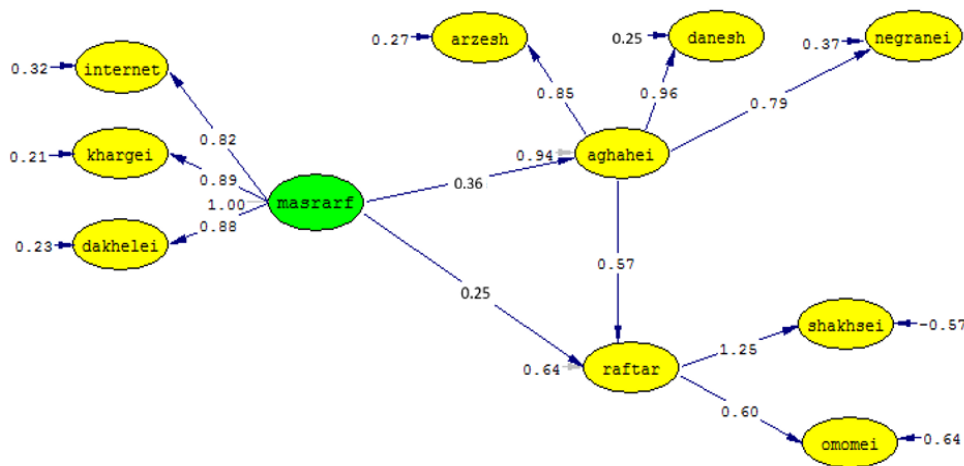 0.27 arzesh
0.25 danesh
0.37 negranei
0.32 internet
0.85
0.96
0.79
0.82
0.21 khargei
0.94 aghahei
0.89
0.36
1.00 masrarf
0.88
0.23 dakhelei
0.57
0.25
shakhsei -0.57
1.25
0.64 raftar
0.60
omomei 0.64